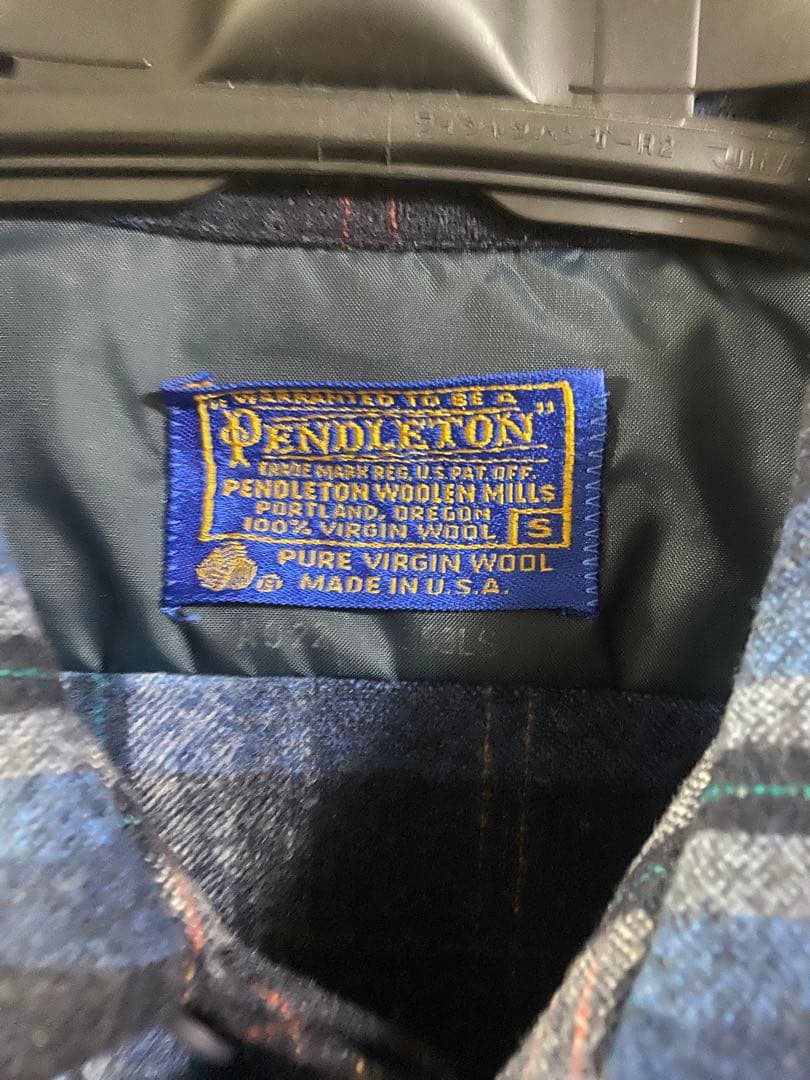 "WARRANTED TO BE A
PENDLETON"
TRADE MARK REG. U.S. PAT. OFF.
PENDLETON WOOLEN MILLS
PORTLAND, OREGON
100% VIRGIN WOOL S
PURE VIRGIN WOOL
MADE IN U.S.A.